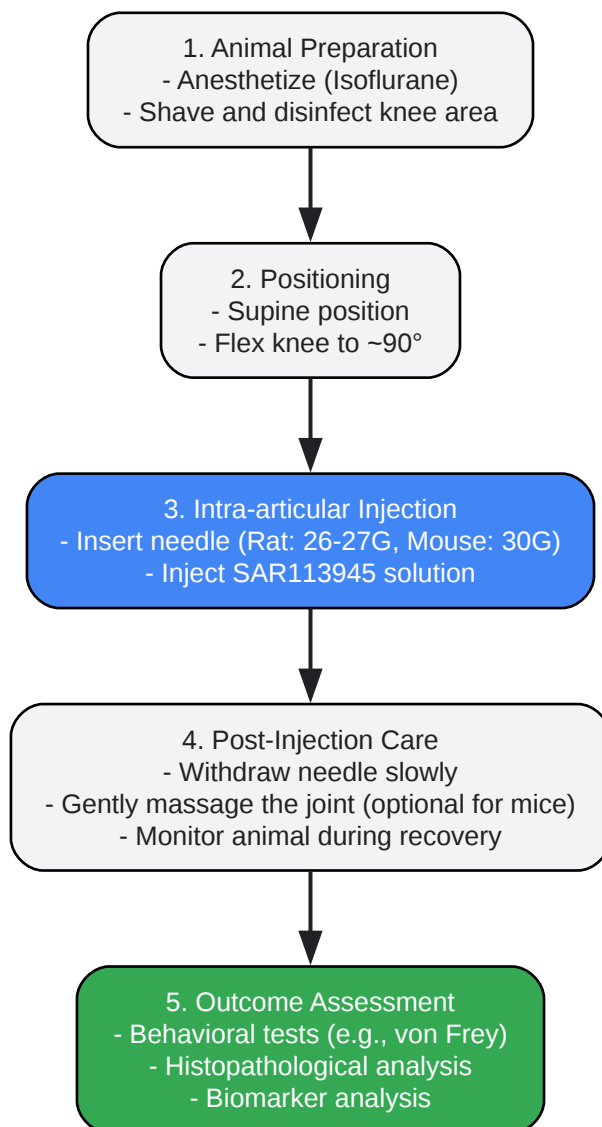 1. Animal Preparation
- Anesthetize (Isoflurane)
- Shave and disinfect knee area
2. Positioning
- Supine position
- Flex knee to ~90°
3. Intra-articular Injection
- Insert needle (Rat: 26-27G, Mouse: 30G)
- Inject SAR113945 solution
4. Post-Injection Care
- Withdraw needle slowly
- Gently massage the joint (optional for mice)
- Monitor animal during recovery
5. Outcome Assessment
- Behavioral tests (e.g., von Frey)
- Histopathological analysis
- Biomarker analysis